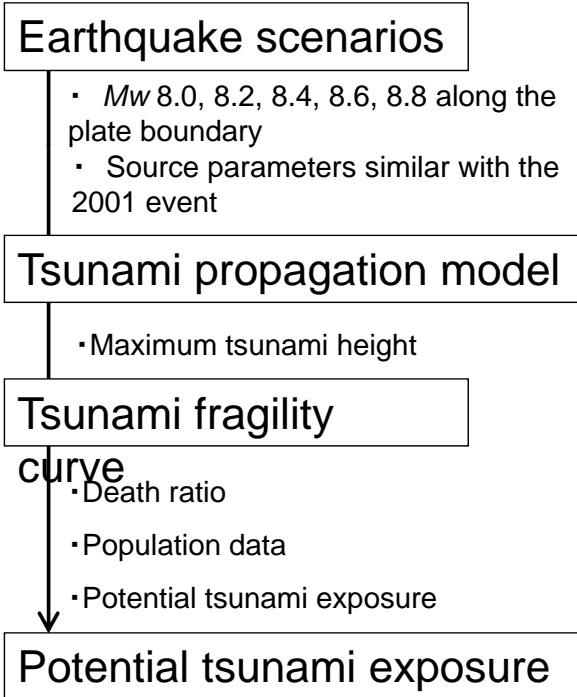 Earthquake scenarios
・ Mw 8.0, 8.2, 8.4, 8.6, 8.8 along the
plate boundary
・ Source parameters similar with the
2001 event
Tsunami propagation model
・Maximum tsunami height
Tsunami fragility
curve
・Death ratio
・Population data
・Potential tsunami exposure
Potential tsunami exposure